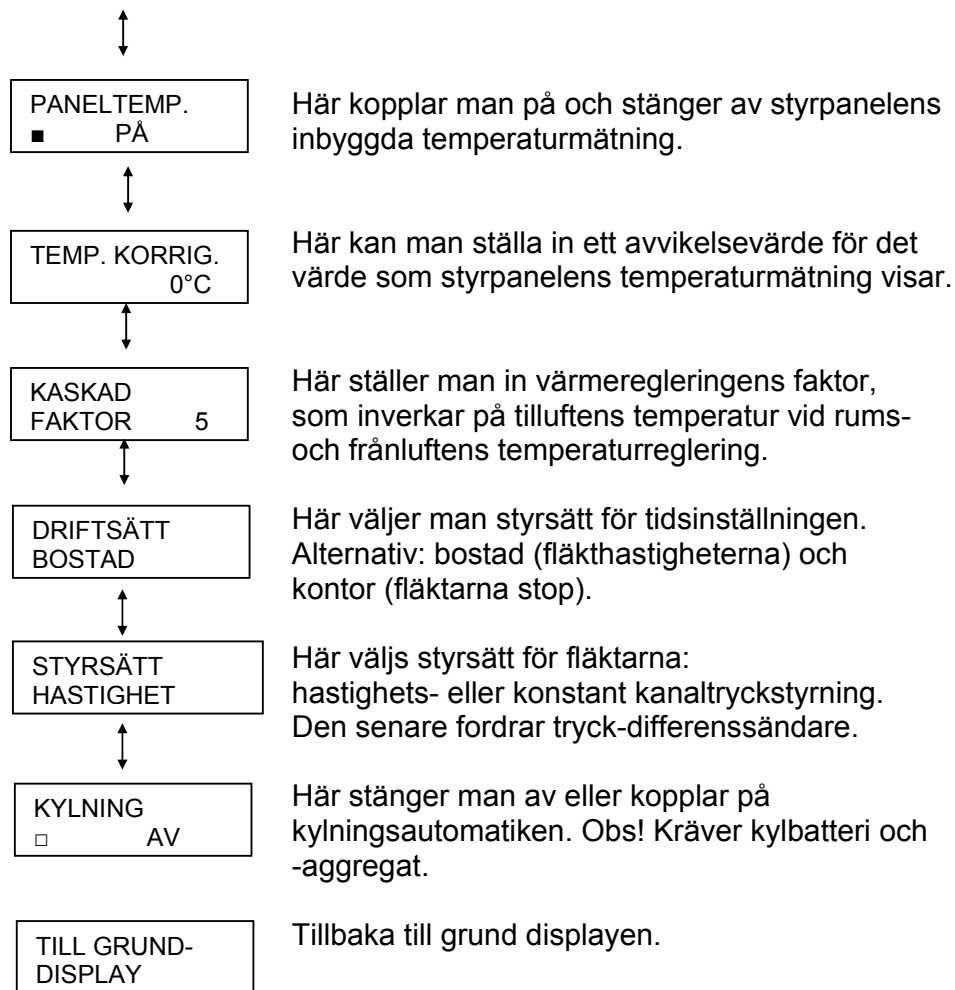 PANELTEMP.
■ PÅ
Här kopplar man på och stänger av styrpanelens
inbyggda temperaturmätning.
TEMP. KORRIG.
0°C
Här kan man ställa in ett avvikelsevärde för det
värde som styrpanelens temperaturmätning visar.
KASKAD
FAKTOR 5
Här ställer man in värmeregleringens faktor,
som inverkar på tilluftens temperatur vid rums-
och frånluftens temperaturreglering.
DRIFTSÄTT
BOSTAD
Här väljer man styrsätt för tidsinställningen.
Alternativ: bostad (fläkthastigheterna) och
kontor (fläktarna stop).
STYRSÄTT
HASTIGHET
Här väljs styrsätt för fläktarna:
hastighets- eller konstant kanaltryckstyrning.
Den senare fordrar tryck-differenssändare.
KYLNING
□ AV
Här stänger man av eller kopplar på
kylningsautomatiken. Obs! Kräver kylbatteri och
-aggregat.
TILL GRUND-
DISPLAY
Tillbaka till grund displayen.